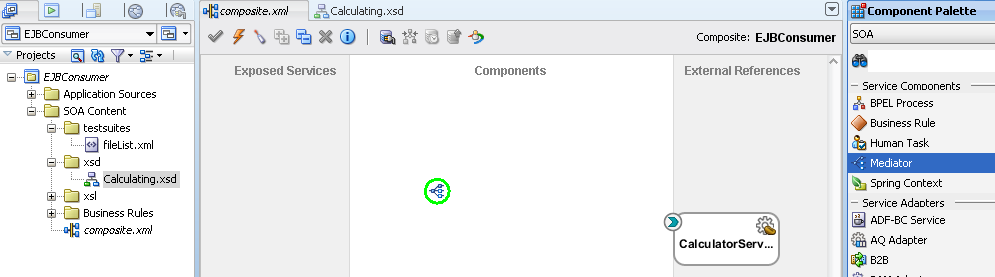 composite.xml
Calculating.xsd
Component Palette
EJBConsumer
Composite: EJBConsumer
SOA
Projects
Exposed Services
Components
External References
EJBConsumer
Application Sources
SOA Content
testsuites
fileList.xml
xsd
Calculating.xsd
xsl
Business Rules
composite.xml
CalculatorServ...
Service Components
BPEL Process
Business Rule
Human Task
Mediator
Spring Context
Service Adapters
ADF-BC Service
AQ Adapter
B2B